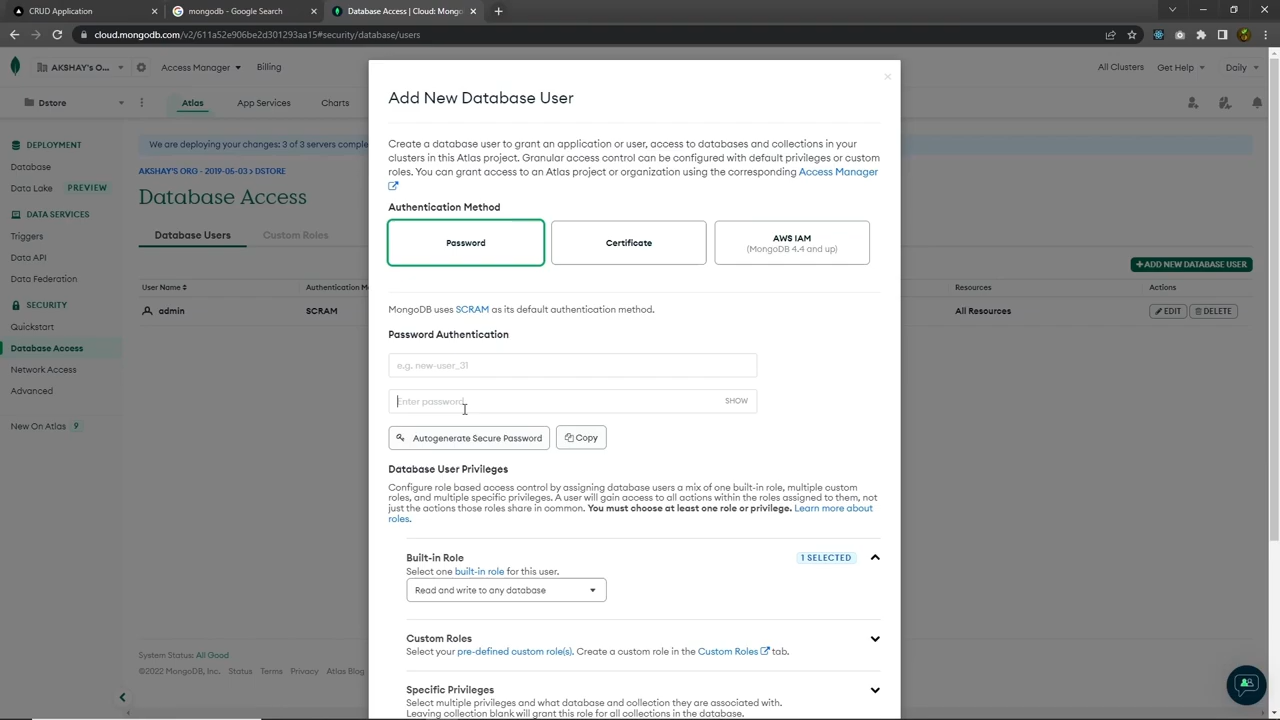 CRUD Application
mongodb - Google Search
Database Access | Cloud: Mong
cloud.mongodb.com/v2/611a52e906be2d301293aa15#security/database/users
AKSHAY'S O...
Access Manager
Billing
All Clusters
Get Help
Daily
Dstore
Atlas
App Services
Charts
We are deploying your changes: 3 of 3 servers comple
DEPLOYMENT
Database
Data Lake
PREVIEW
DATA SERVICES
Triggers
Data API
Data Federation
SECURITY
Quickstart
Database Access
Network Access
Advanced
New On Atlas 9
AKSHAY'S ORG - 2019-05-03 > DSTORE
Database Access
Database Users
Custom Roles
+ADD NEW DATABASE USER
User Name
Authentication M
Resources
Actions
admin
SCRAM
All Resources
EDIT
DELETE
System Status: All Good
©2022 MongoDB, Inc.
Status
Terms
Privacy
Atlas Blog
Add New Database User
Create a database user to grant an application or user, access to databases and collections in your
clusters in this Atlas project. Granular access control can be configured with default privileges or custom
roles. You can grant access to an Atlas project or organization using the corresponding Access Manager
Authentication Method
Password
Certificate
AWS IAM
(MongoDB 4.4 and up)
MongoDB uses SCRAM as its default authentication method.
Password Authentication
e.g. new-user_31
Enter password
SHOW
Autogenerate Secure Password
Copy
Database User Privileges
Configure role based access control by assigning database users a mix of one built-in role, multiple custom
roles, and multiple specific privileges. A user will gain access to all actions within the roles assigned to them, not
just the actions those roles share in common. You must choose at least one role or privilege. Learn more about
roles.
Built-in Role
1 SELECTED
Select one built-in role for this user.
Read and write to any database
Custom Roles
Select your pre-defined custom role(s). Create a custom role in the Custom Roles tab.
Specific Privileges
Select multiple privileges and what database and collection they are associated with.
Leaving collection blank will grant this role for all collections in the database.